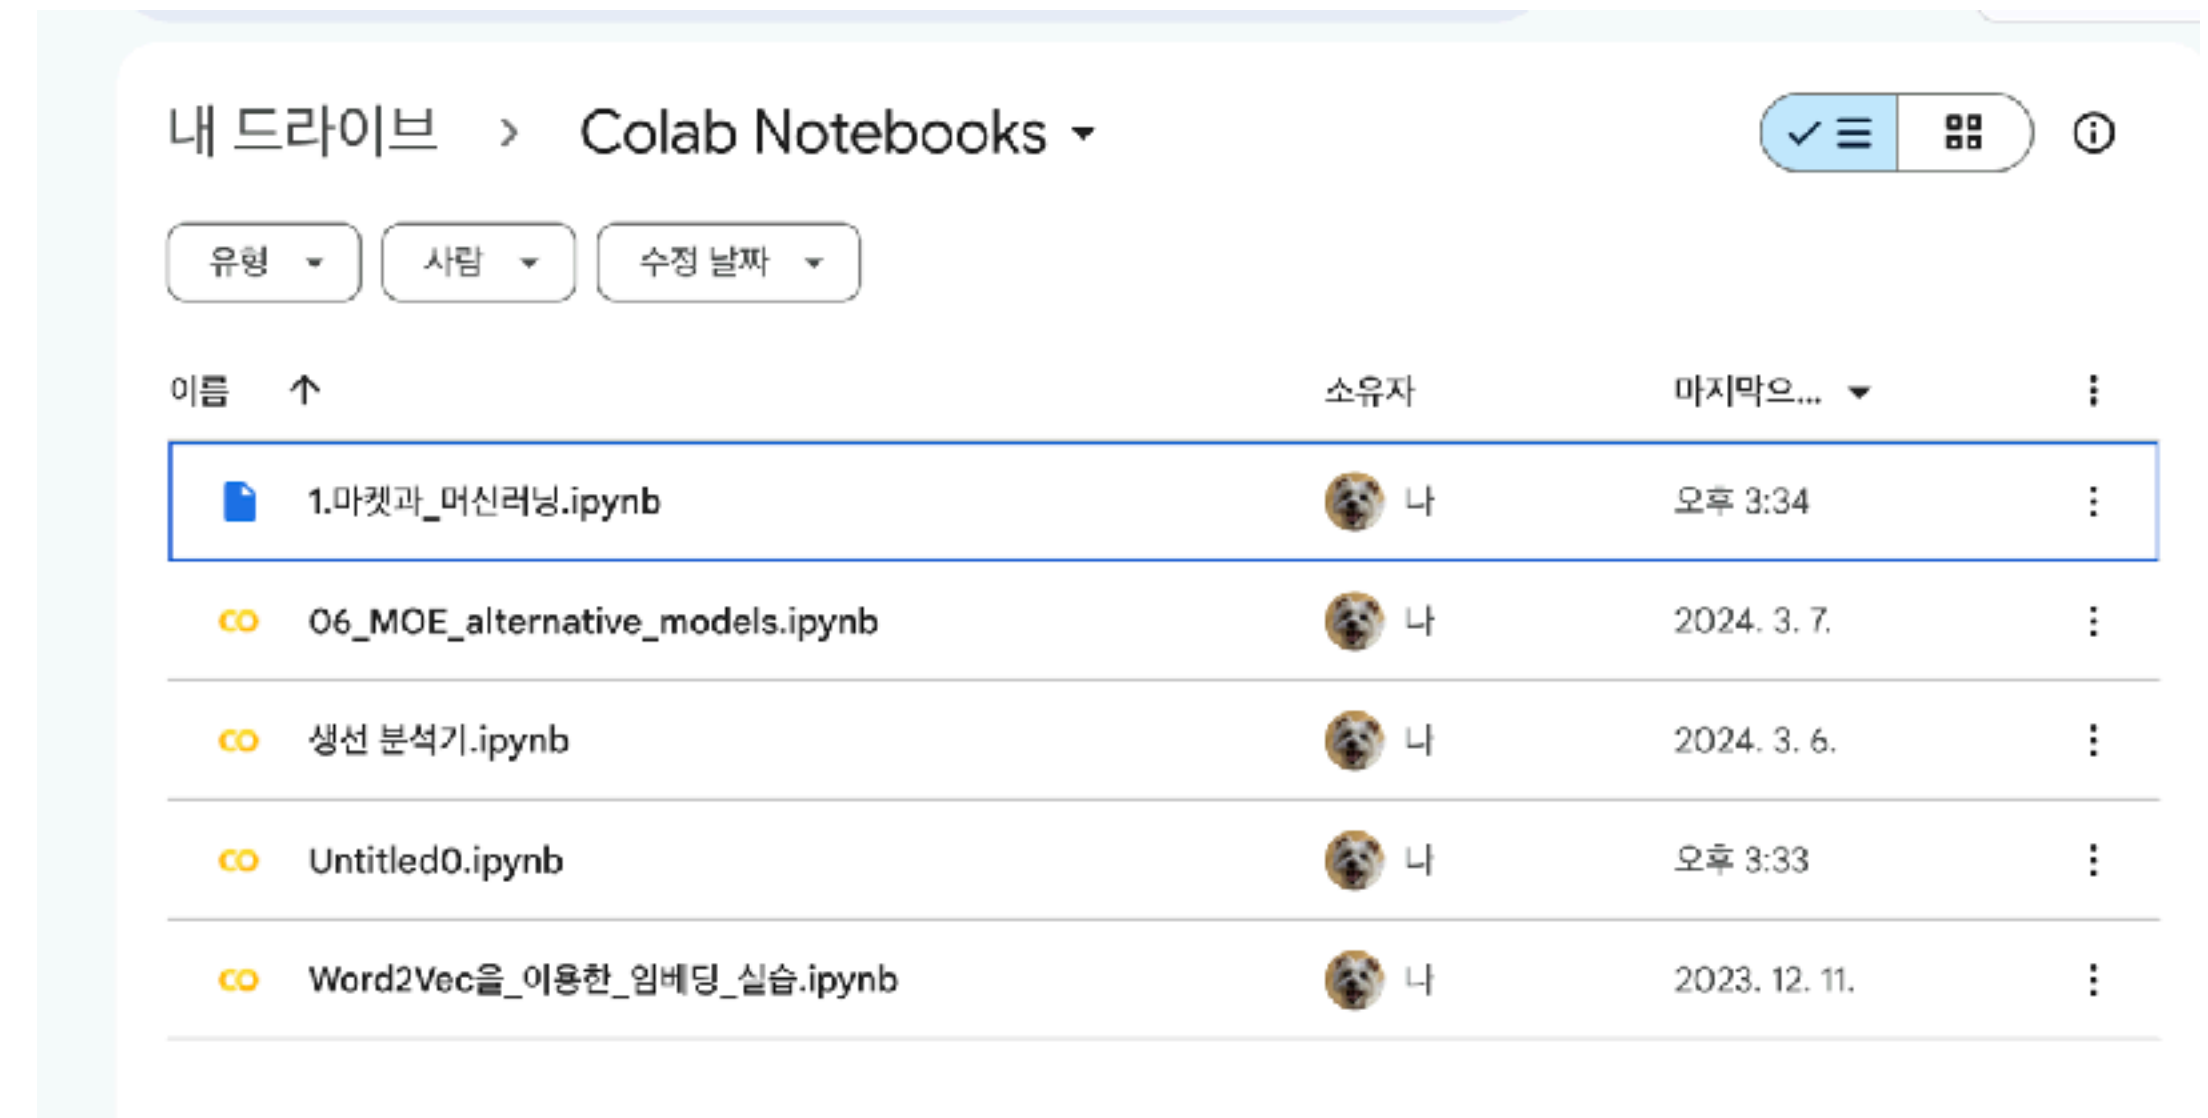 내 드라이브 > Colab Notebooks
유형 사람 수정 날짜
이름 소유자 마지막으...
1.마켓과_머신러닝.ipynb 나 오후 3:34
06_MOE_alternative_models.ipynb 나 2024. 3. 7.
생선 분석기.ipynb 나 2024. 3. 6.
Untitled0.ipynb 나 오후 3:33
Word2Vec을_이용한_임베딩_실습.ipynb 나 2023. 12. 11.